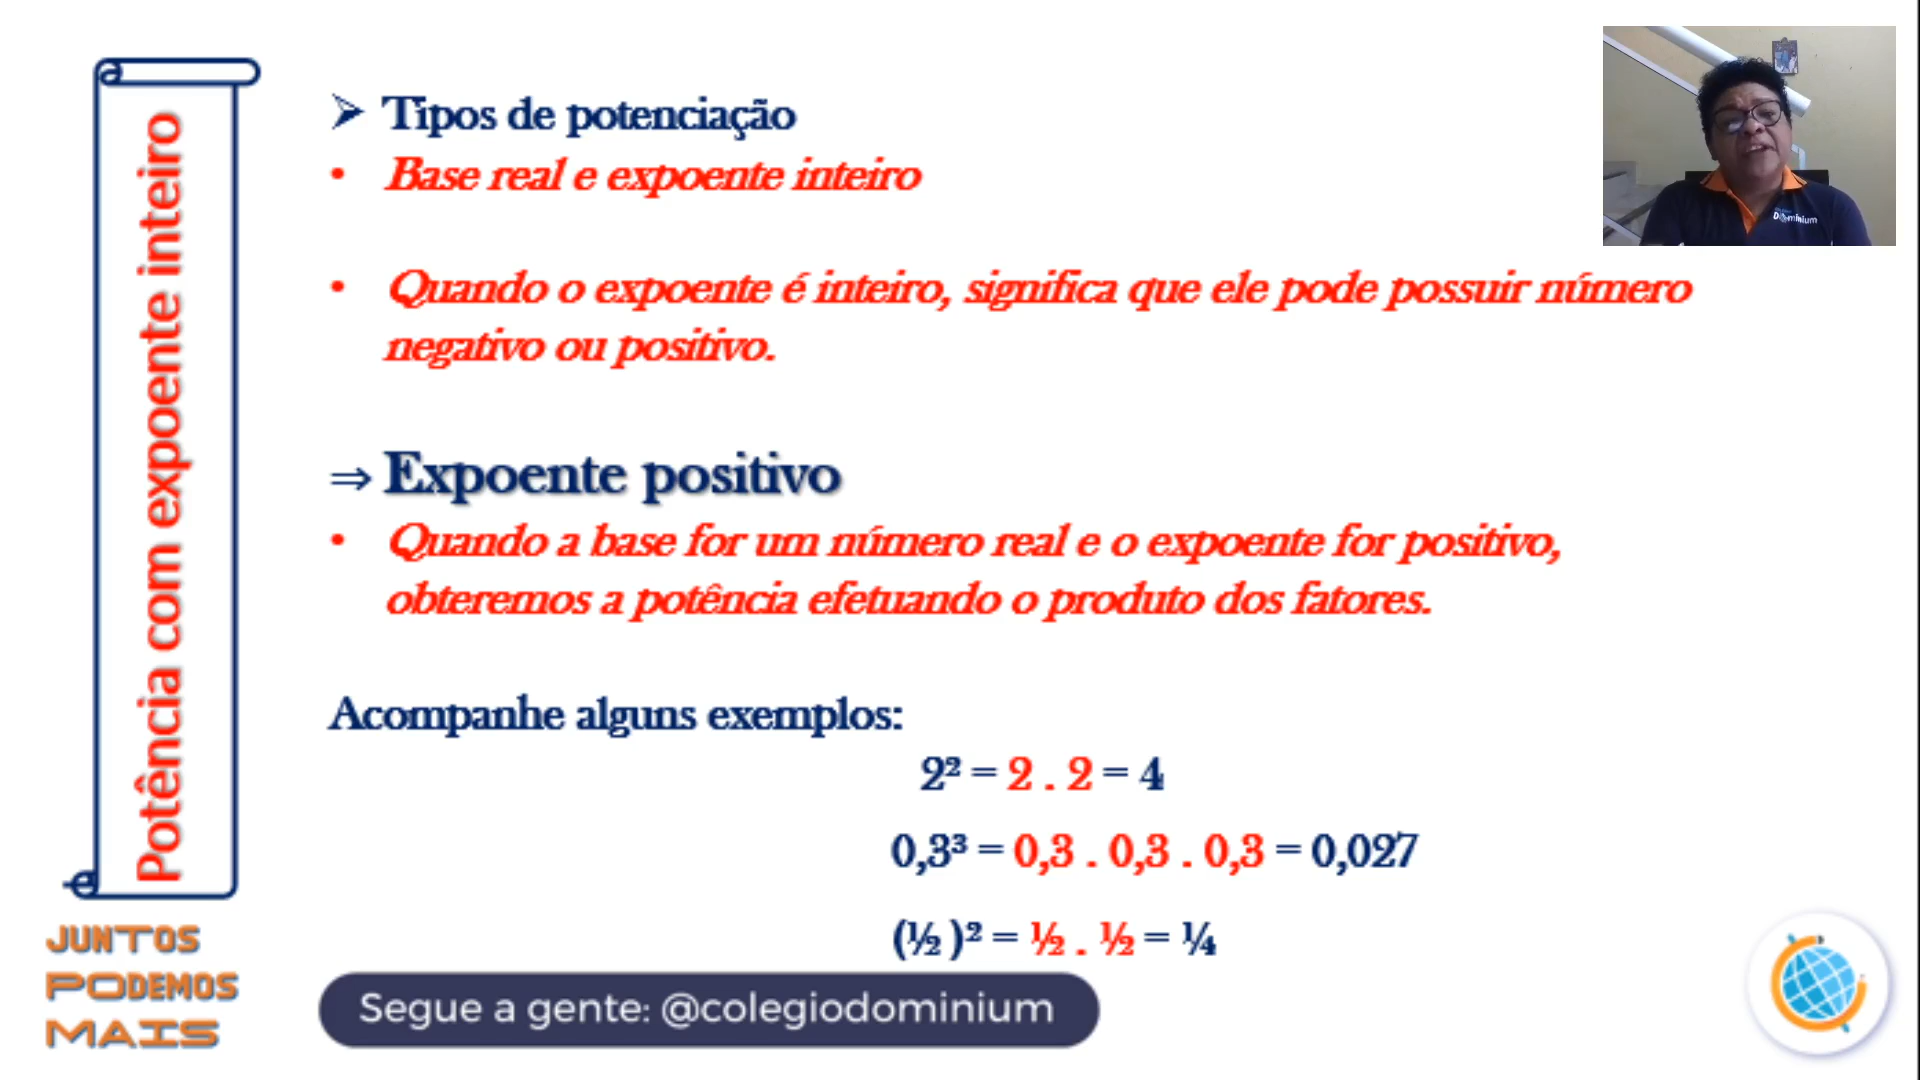 Potência com expoente inteiro
➢ Tipos de potenciação
• Base real e expoente inteiro
• Quando o expoente é inteiro, significa que ele pode possuir número
negativo ou positivo.
⇒ Expoente positivo
• Quando a base for um número real e o expoente for positivo,
obteremos a potência efetuando o produto dos fatores.
Acompanhe alguns exemplos:
2² = 2 . 2 = 4
0,3³ = 0,3 . 0,3 . 0,3 = 0,027
(½ )² = ½ . ½ = ¼
JUNTOS
PODEMOS
MAIS
Segue a gente: @colegiodominium
Dominium